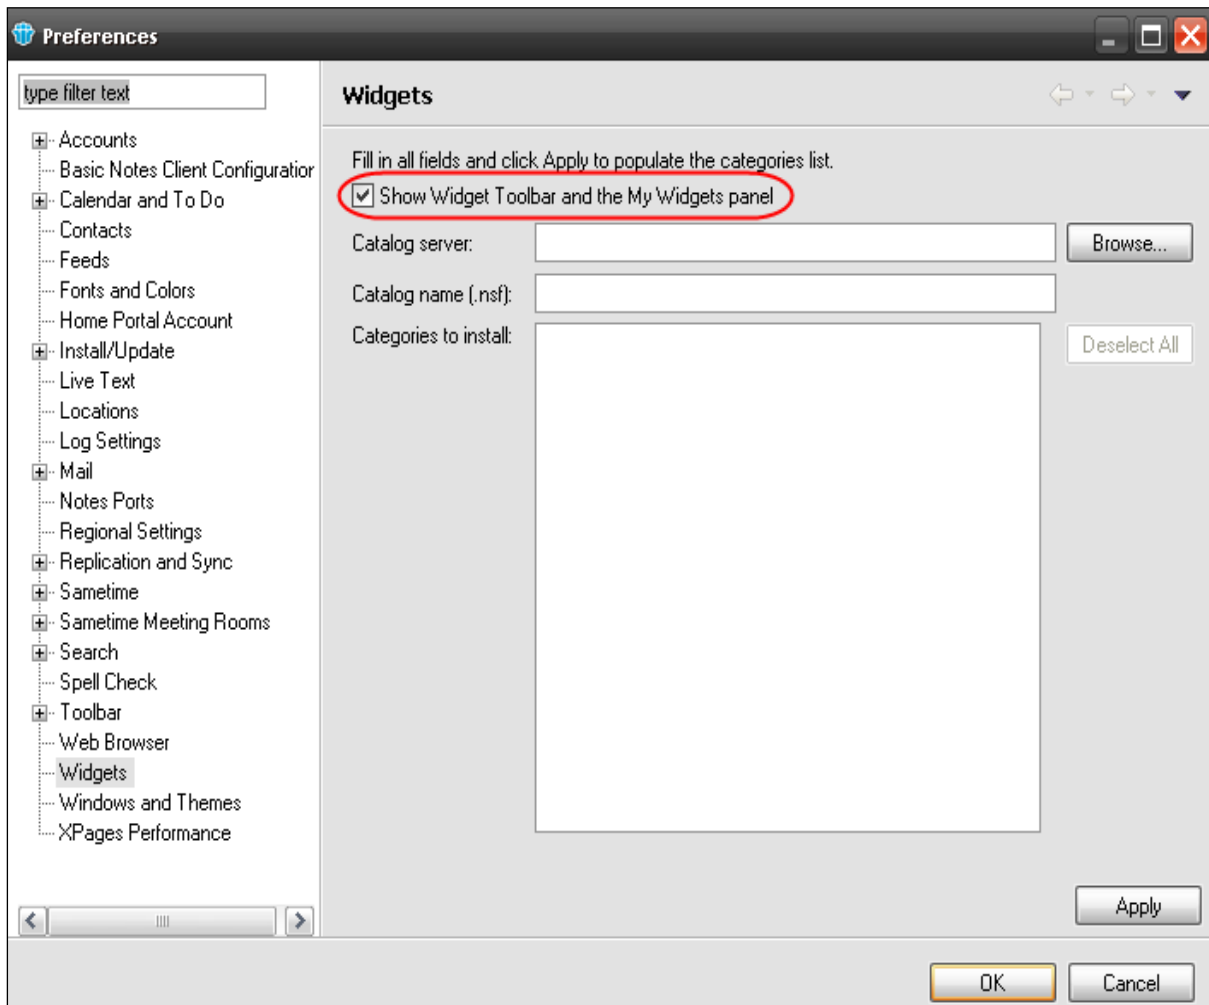 Preferences
type filter text
Accounts
Basic Notes Client Configuration
Calendar and To Do
Contacts
Feeds
Fonts and Colors
Home Portal Account
Install/Update
Live Text
Locations
Log Settings
Mail
Notes Ports
Regional Settings
Replication and Sync
Sametime
Sametime Meeting Rooms
Search
Spell Check
Toolbar
Web Browser
Widgets
Windows and Themes
XPages Performance
Widgets
Fill in all fields and click Apply to populate the categories list.
Show Widget Toolbar and the My Widgets panel
Catalog server:
Browse...
Catalog name (.nsf):
Categories to install:
Deselect All
Apply
OK
Cancel